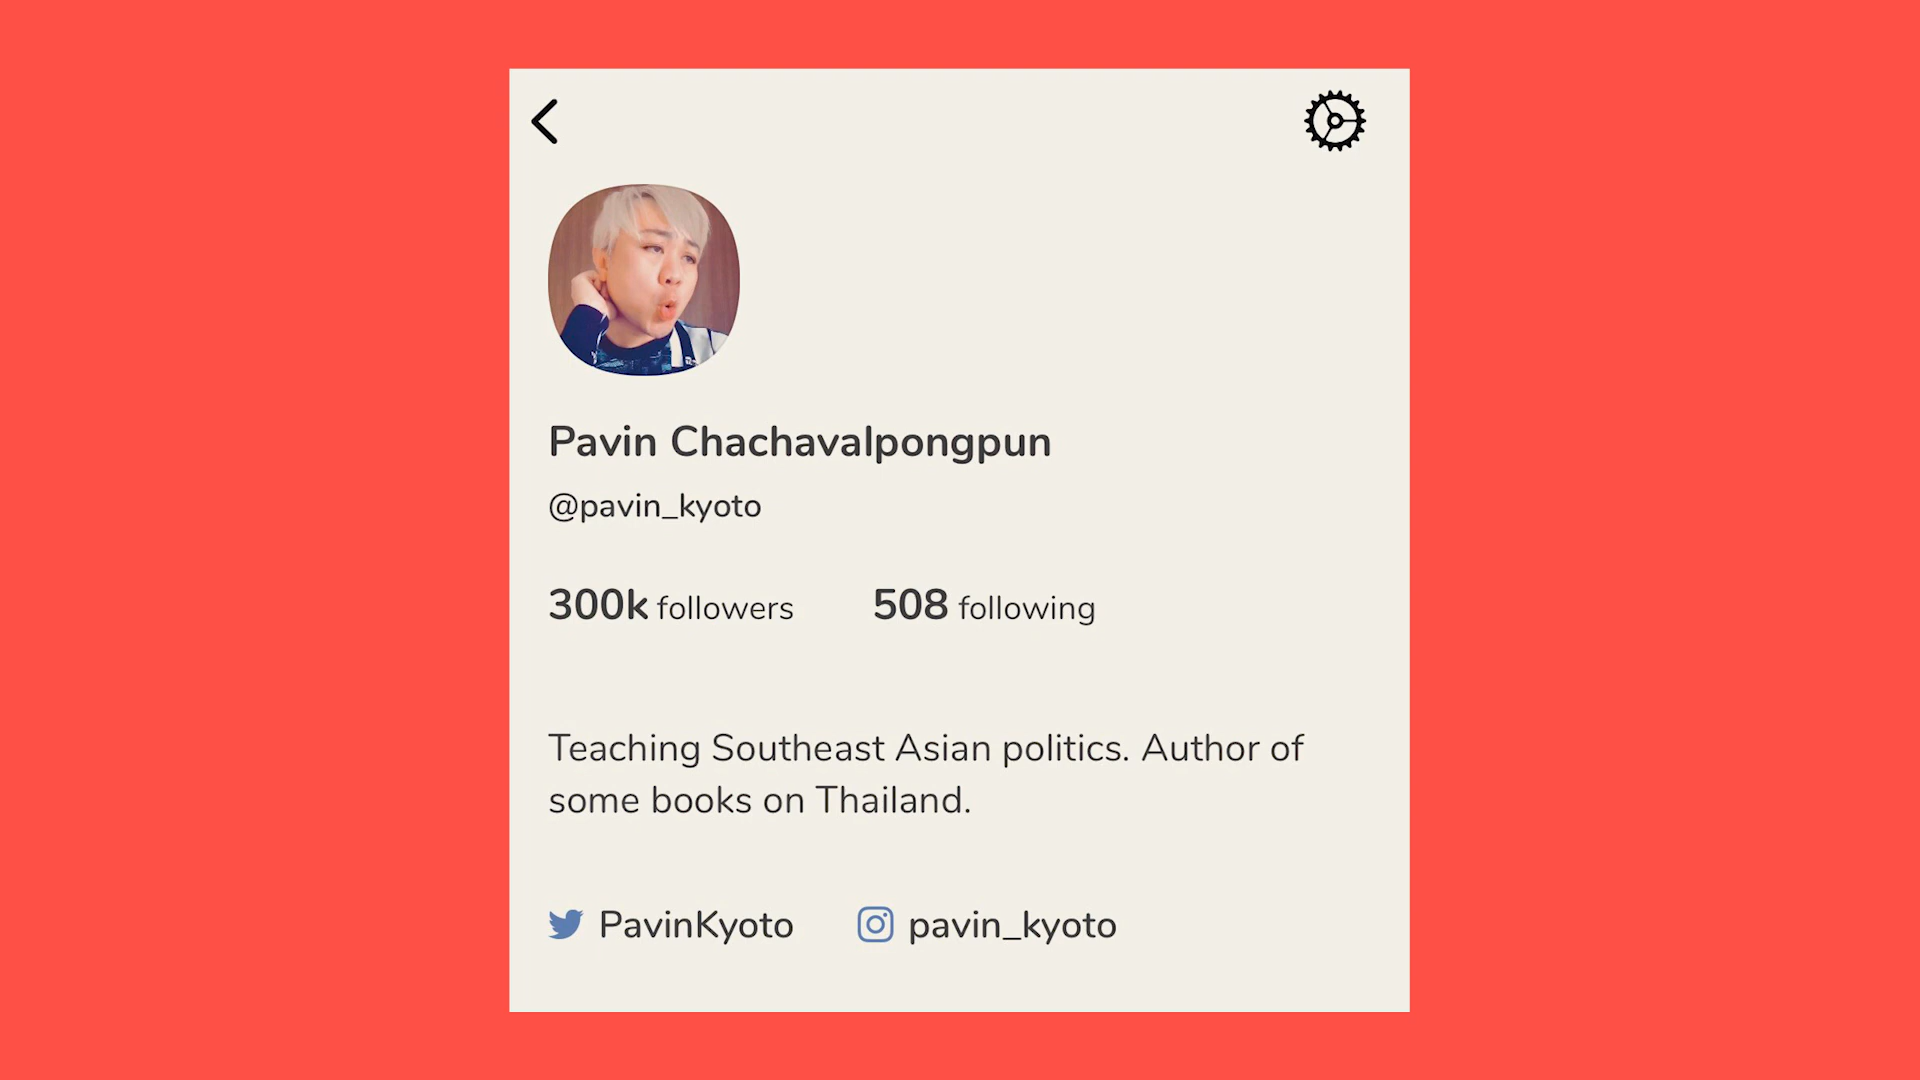 Pavin Chachavalpongpun
@pavin_kyoto
300k followers 508 following
Teaching Southeast Asian politics. Author of
some books on Thailand.
PavinKyoto pavin_kyoto